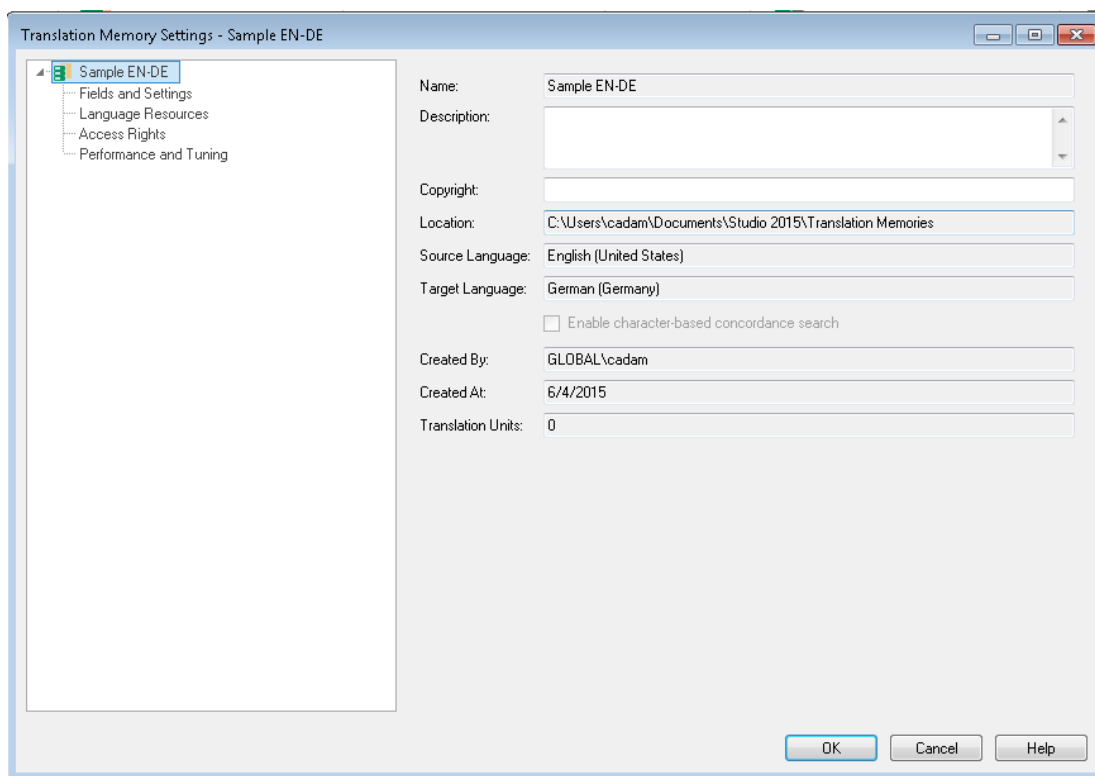 Translation Memory Settings - Sample EN-DE
Sample EN-DE
Fields and Settings
Language Resources
Access Rights
Performance and Tuning
Name: Sample EN-DE
Description:
Copyright:
Location: C:\Users\cadam\Documents\Studio 2015\Translation Memories
Source Language: English (United States)
Target Language: German (Germany)
Enable character-based concordance search
Created By: GLOBAL\cadam
Created At: 6/4/2015
Translation Units: 0
OK Cancel Help